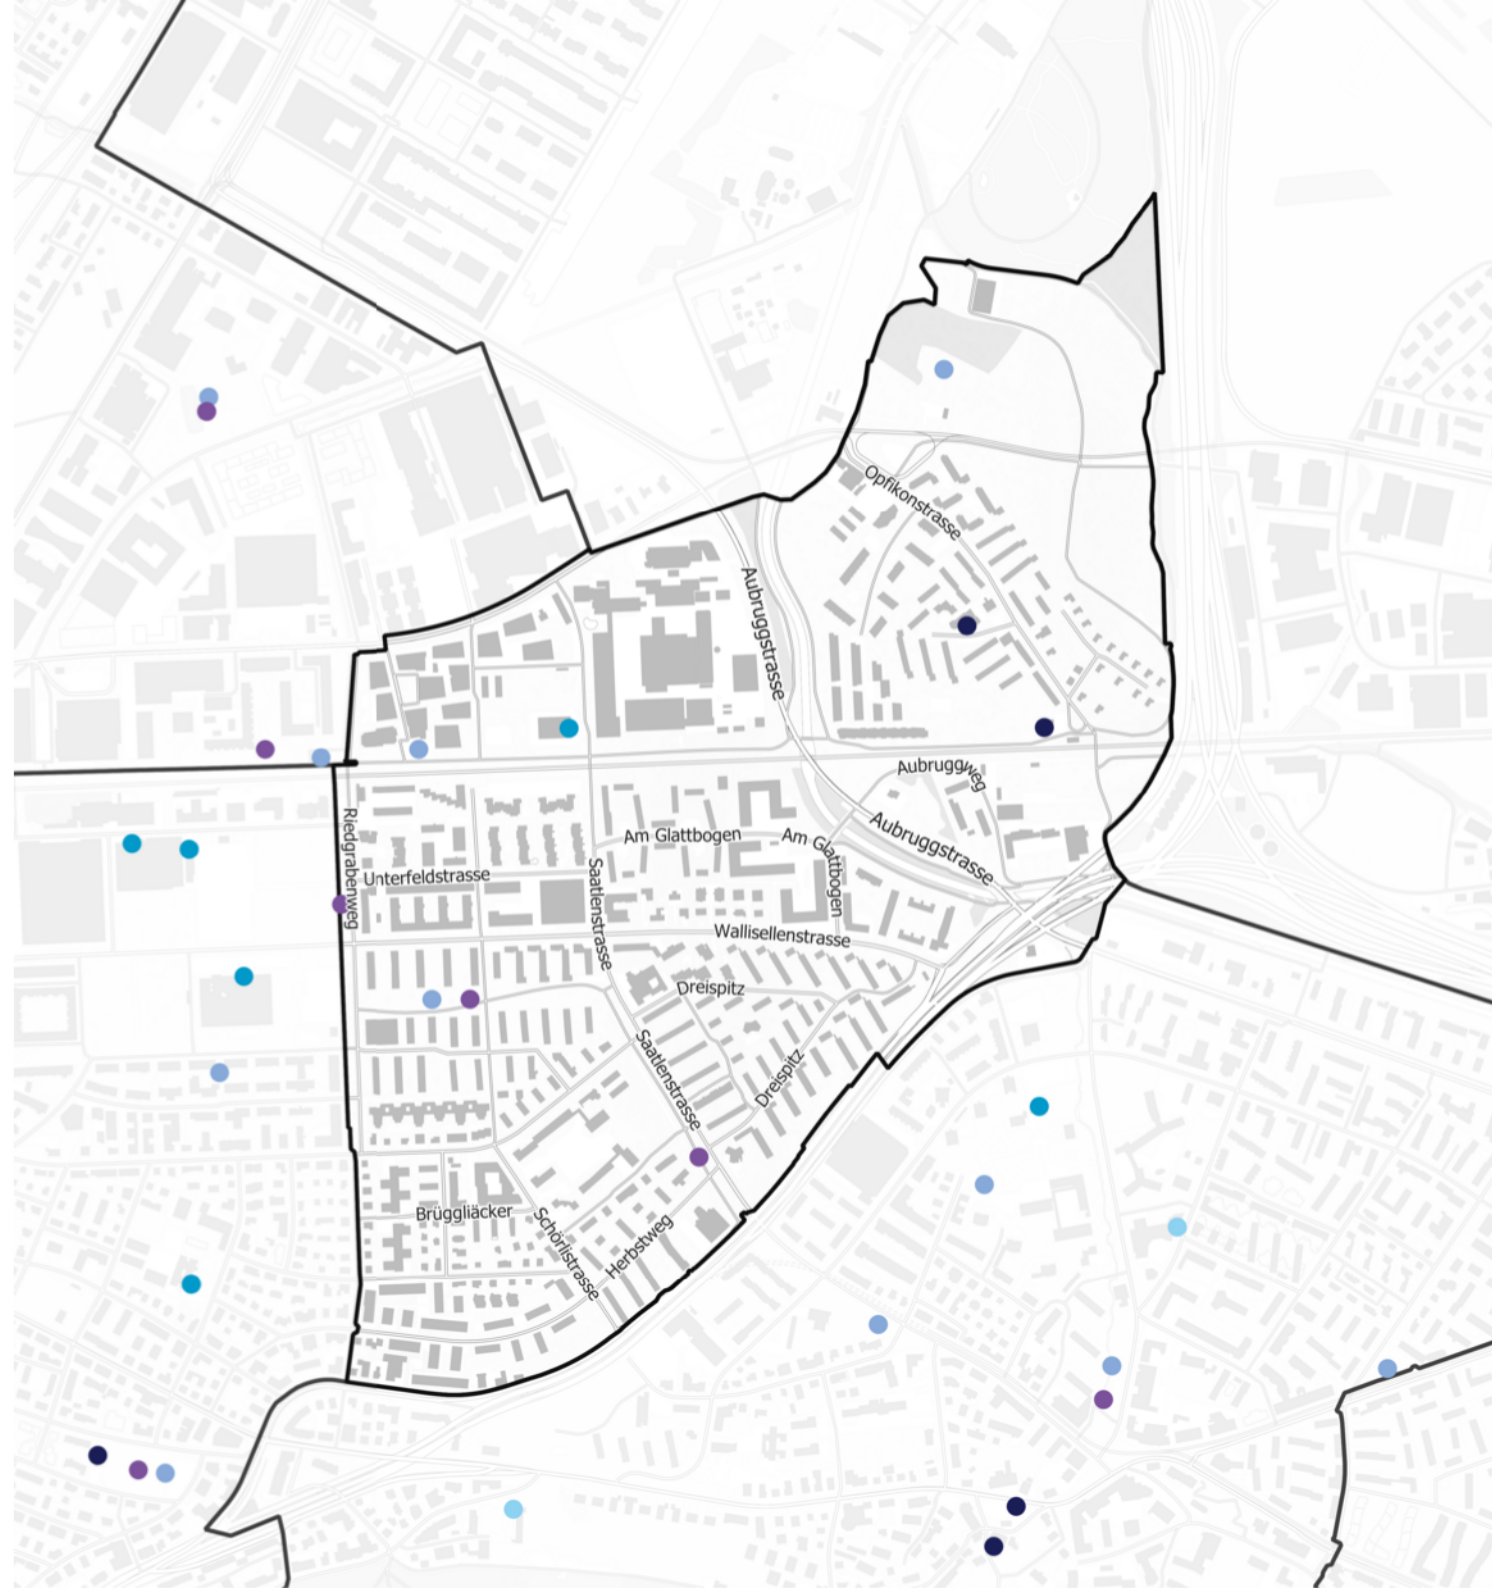 Opfikonstrasse
Aubruggstrasse
Aubruggweg
Riedgrabenweg
Am Glattbogen
Am Glattbogen
Aubruggstrasse
Unterfeldstrasse
Saatlenstrasse
Wallisellenstrasse
Dreispitz
Saatlenstrasse
Dreispitz
Brüggliäcker
Schörlistrasse
Herbstweg